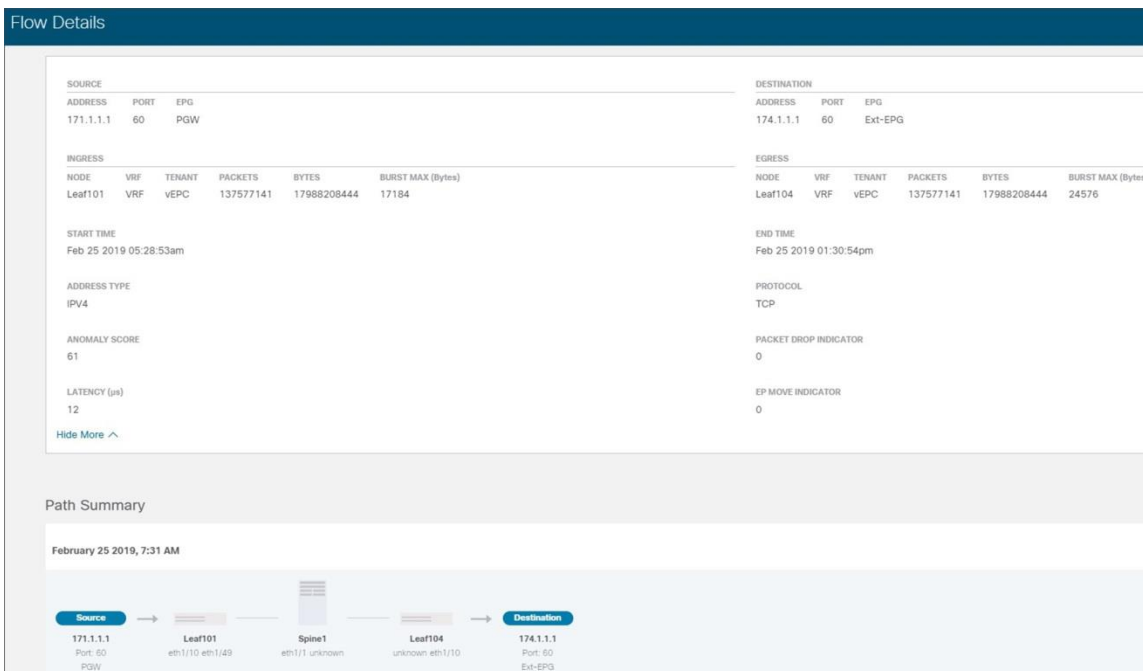 Flow Details
SOURCE
ADDRESS PORT EPG
171.1.1.1 60 PGW
DESTINATION
ADDRESS PORT EPG
174.1.1.1 60 Ext-EPG
INGRESS
NODE VRF TENANT PACKETS BYTES BURST MAX (Bytes)
Leaf101 VRF vEPC 137577141 17988208444 17184
EGRESS
NODE VRF TENANT PACKETS BYTES BURST MAX (Bytes
Leaf104 VRF vEPC 137577141 17988208444 24576
START TIME
Feb 25 2019 05:28:53am
END TIME
Feb 25 2019 01:30:54pm
ADDRESS TYPE
IPV4
PROTOCOL
TCP
ANOMALY SCORE
61
PACKET DROP INDICATOR
0
LATENCY (µs)
12
EP MOVE INDICATOR
0
Hide More
Path Summary
February 25 2019, 7:31 AM
Source
171.1.1.1
Port: 60
PGW
Leaf101
eth1/10 eth1/49
Spine1
eth1/1 unknown
Leaf104
unknown eth1/10
Destination
174.1.1.1
Port: 60
Ext-EPG